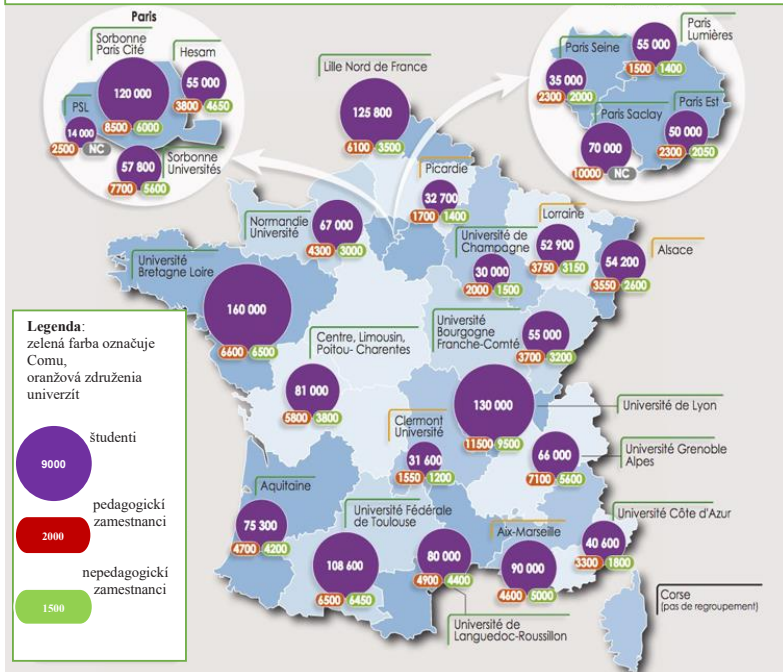 Paris
Sorbonne
Paris Cité
120 000
8500 6000
Hesam
55 000
3800 4650
PSL
14 000
2500 NC
57 800
7700 5600
Sorbonne
Universités
Lille Nord de France
125 800
6100 3500
Paris
Lumières
55 000
1500 1400
Paris Seine
35 000
2300 2000
Paris Saclay
70 000
10000 NC
Paris Est
50 000
2300 2050
Picardie
32 700
1700 1400
Normandie
Université
67 000
4300 3000
Université de
Champagne
30 000
2000 1500
Lorraine
52 900
3750 3150
Alsace
54 200
3550 2600
Université
Bretagne Loire
160 000
6600 6500
Centre, Limousin,
Poitou- Charentes
81 000
5800 3800
Université
Bourgogne
Franche-Comté
55 000
3700 3200
130 000
11500 9500
Université de Lyon
Clermont
Université
31 600
1550 1200
66 000
7100 5600
Université Grenoble
Alpes
Aquitaine
75 300
4700 4200
Université Fédérale
de Toulouse
108 600
6500 6450
80 000
4900 4400
Université de
Languedoc-Roussillon
Aix-Marseille
90 000
4600 5000
Université Côte d'Azur
40 600
3300 1800
Corse
(pas de regroupement)
Legenda:
zelená farba označuje
Comu,
oranžová združenia
univerzít
9000
študenti
2000
pedagogickí
zamestnanci
1500
nepedagogickí
zamestnanci